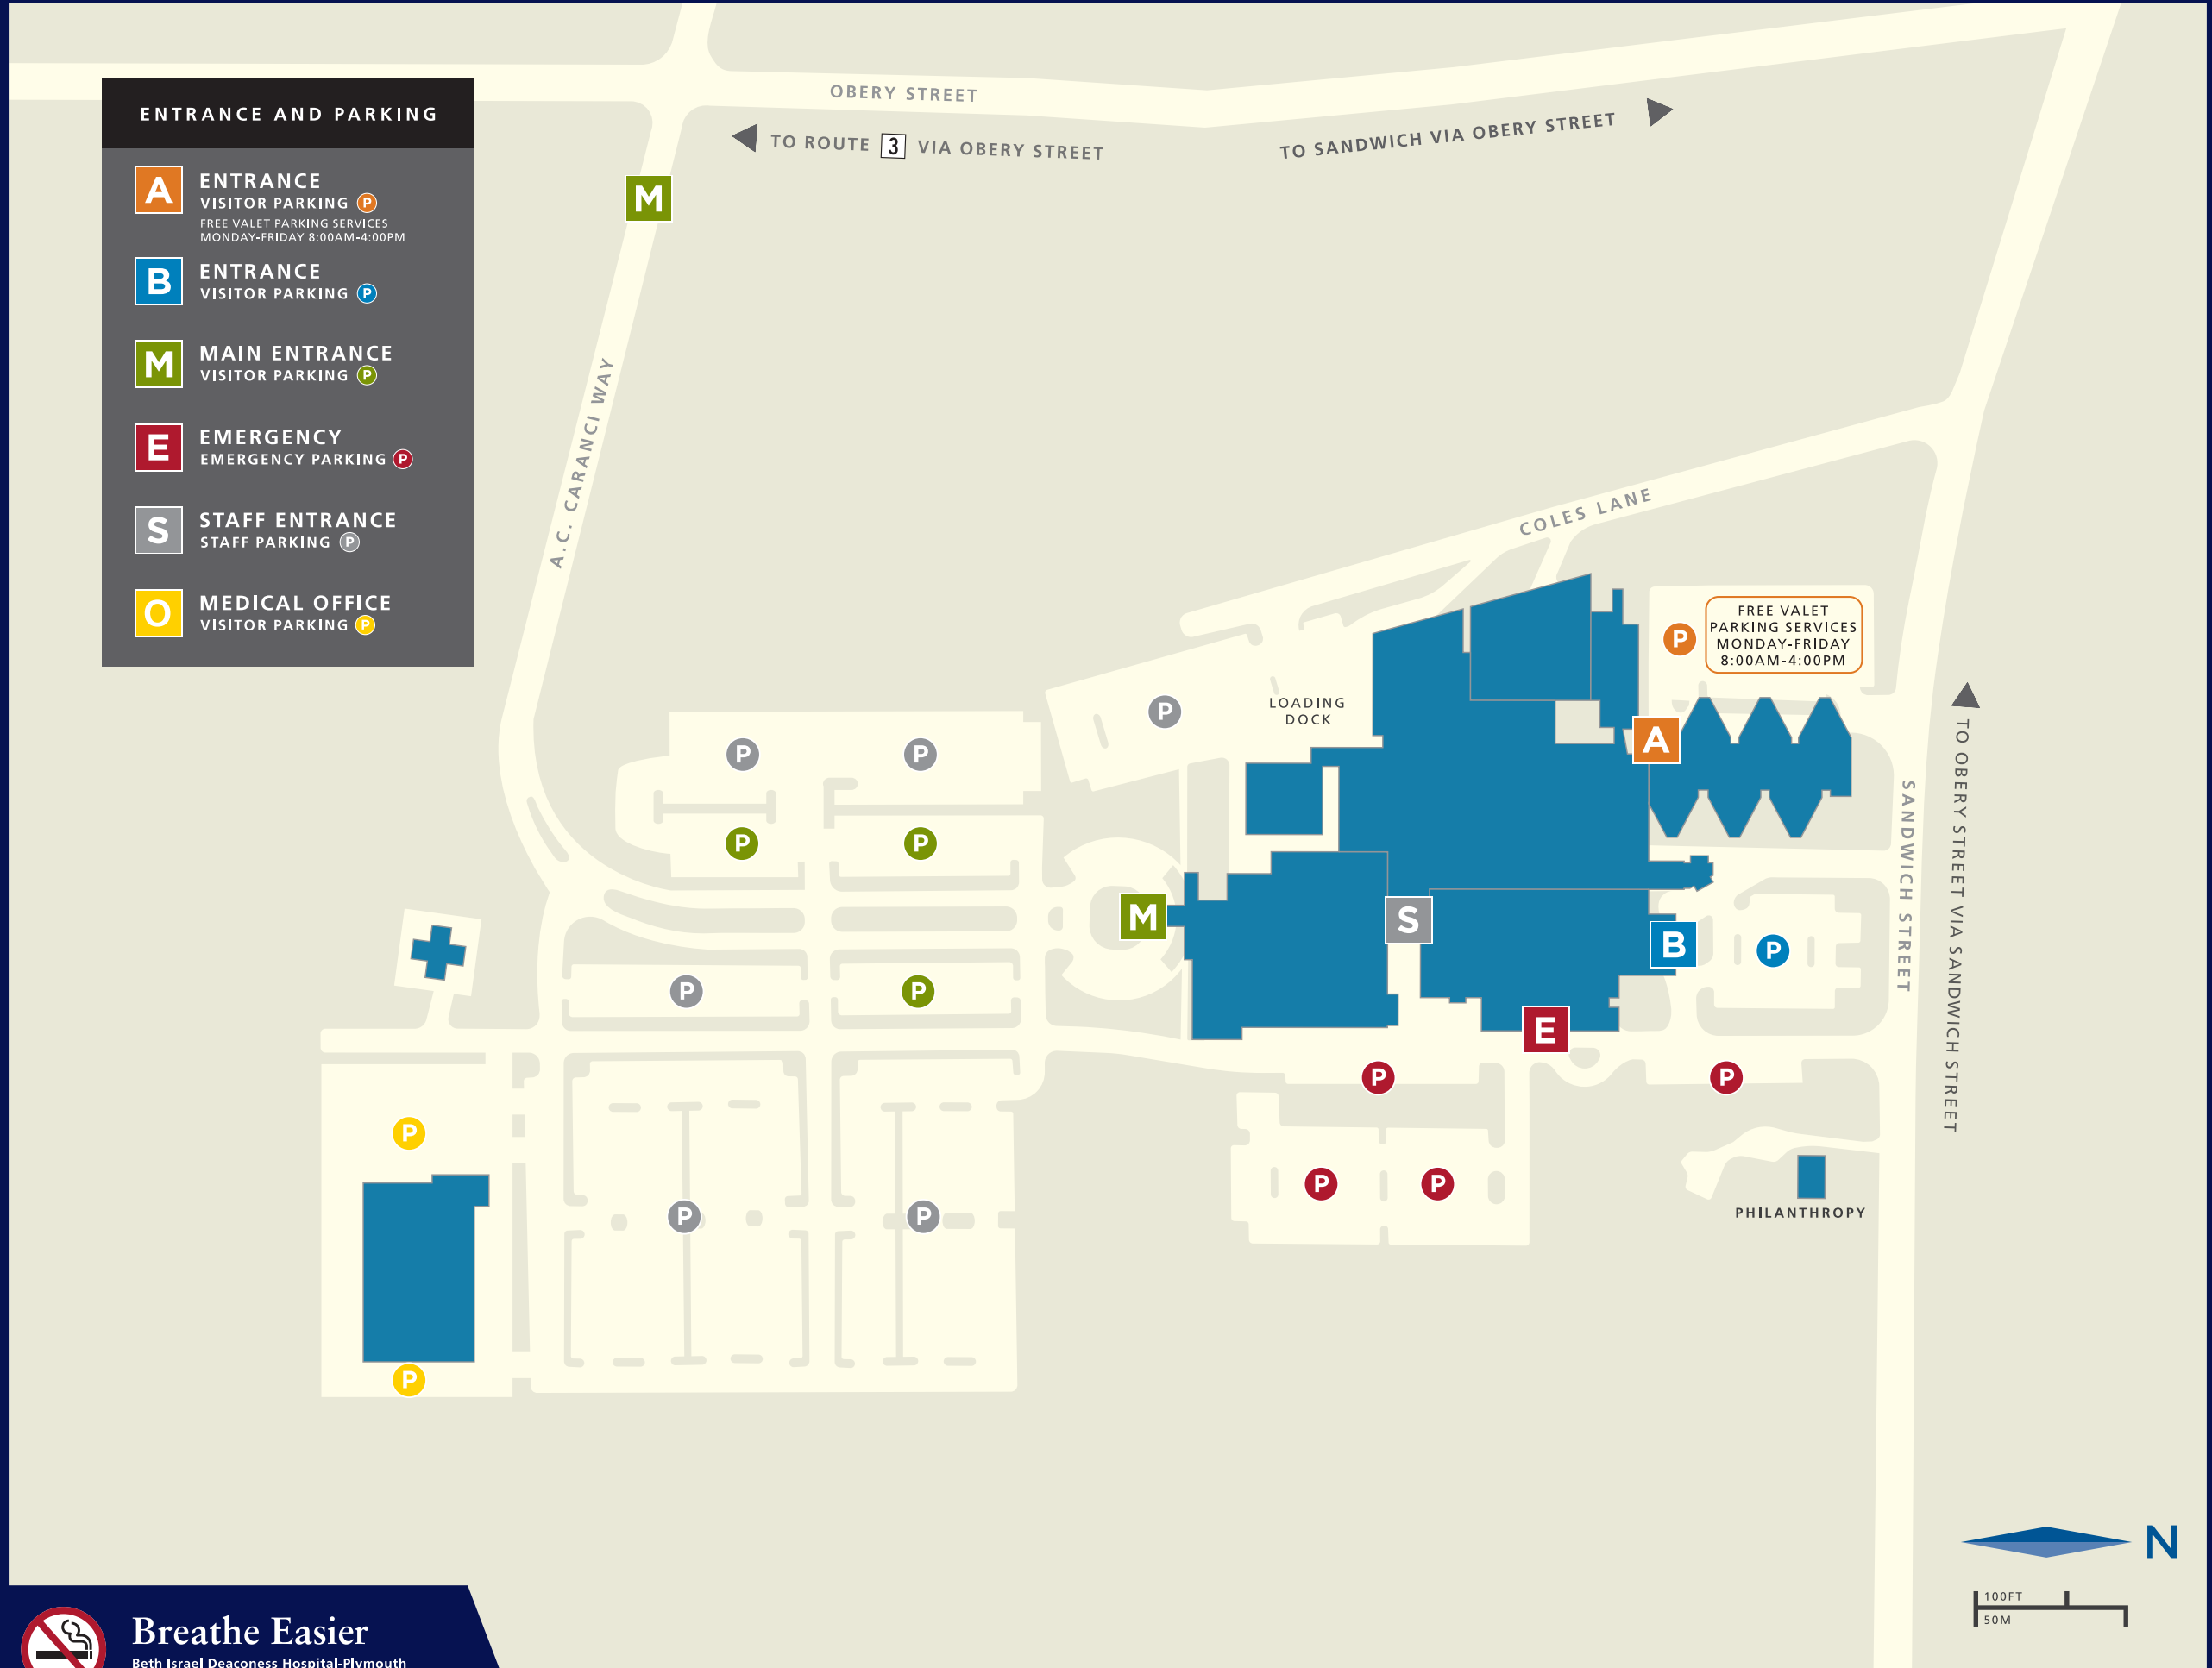 ENTRANCE AND PARKING
A ENTRANCE
VISITOR PARKING P
FREE VALET PARKING SERVICES
MONDAY-FRIDAY 8:00AM-4:00PM
B ENTRANCE
VISITOR PARKING P
M MAIN ENTRANCE
VISITOR PARKING P
E EMERGENCY
EMERGENCY PARKING P
S STAFF ENTRANCE
STAFF PARKING P
O MEDICAL OFFICE
VISITOR PARKING P
OBERY STREET
TO ROUTE 3 VIA OBERY STREET
TO SANDWICH VIA OBERY STREET
M
A.C. CARANCI WAY
COLES LANE
P
FREE VALET
PARKING SERVICES
MONDAY-FRIDAY
8:00AM-4:00PM
P
LOADING
DOCK
P
P
A
TO OBERY STREET VIA SANDWICH STREET
SANDWICH STREET
P
P
M
S
B
P
P
P
E
P
P
P
P
P
P
P
PHILANTHROPY
P
P
N
100FT
50M
Breathe Easier
Beth Israel Deaconess Hospital-Plymouth